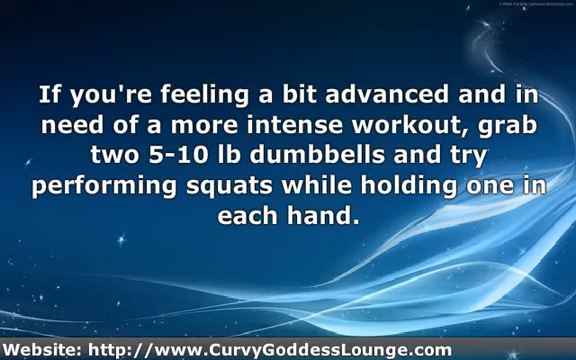 If you're feeling a bit advanced and in
need of a more intense workout, grab
two 5-10 lb dumbbells and try
performing squats while holding one in
each hand.
Website: http://www.CurvyGoddessLounge.com